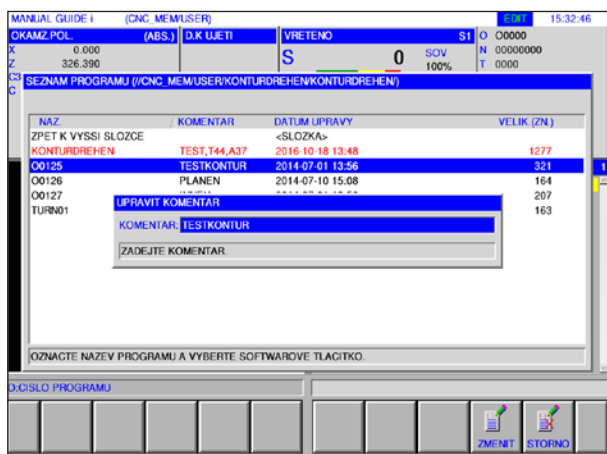 MANUAL GUIDE i (CNC_MEM/USER) EDIT 15:32:46
OKAMZ.POL. (ABS.) D.K UJETI VRETENO S1 O O0000
X 0.000 S 0 SOV N 00000000
Z 326.390 100% T 0000
C3
C
SEZNAM PROGRAMU (//CNC_MEM/USER/KONTURDREHEN/KONTURDREHEN/)
NAZ. KOMENTAR DATUM UPRAVY VELIK.(ZN.)
ZPET K VYSSI SLOZCE <SLOZKA>
KONTURDREHEN TEST,T44,A37 2016-10-18 13:48 1277
O0125 TESTKONTUR 2014-07-01 13:56 321
O0126 PLANEN 2014-07-10 15:08 164
O0127 207
TURN01 163
UPRAVIT KOMENTAR
KOMENTAR: TESTKONTUR
ZADEJTE KOMENTAR.
1
OZNACTE NAZEV PROGRAMU A VYBERTE SOFTWAROVE TLACITKO.
O:CISLO PROGRAMU
ZMENIT STORNO